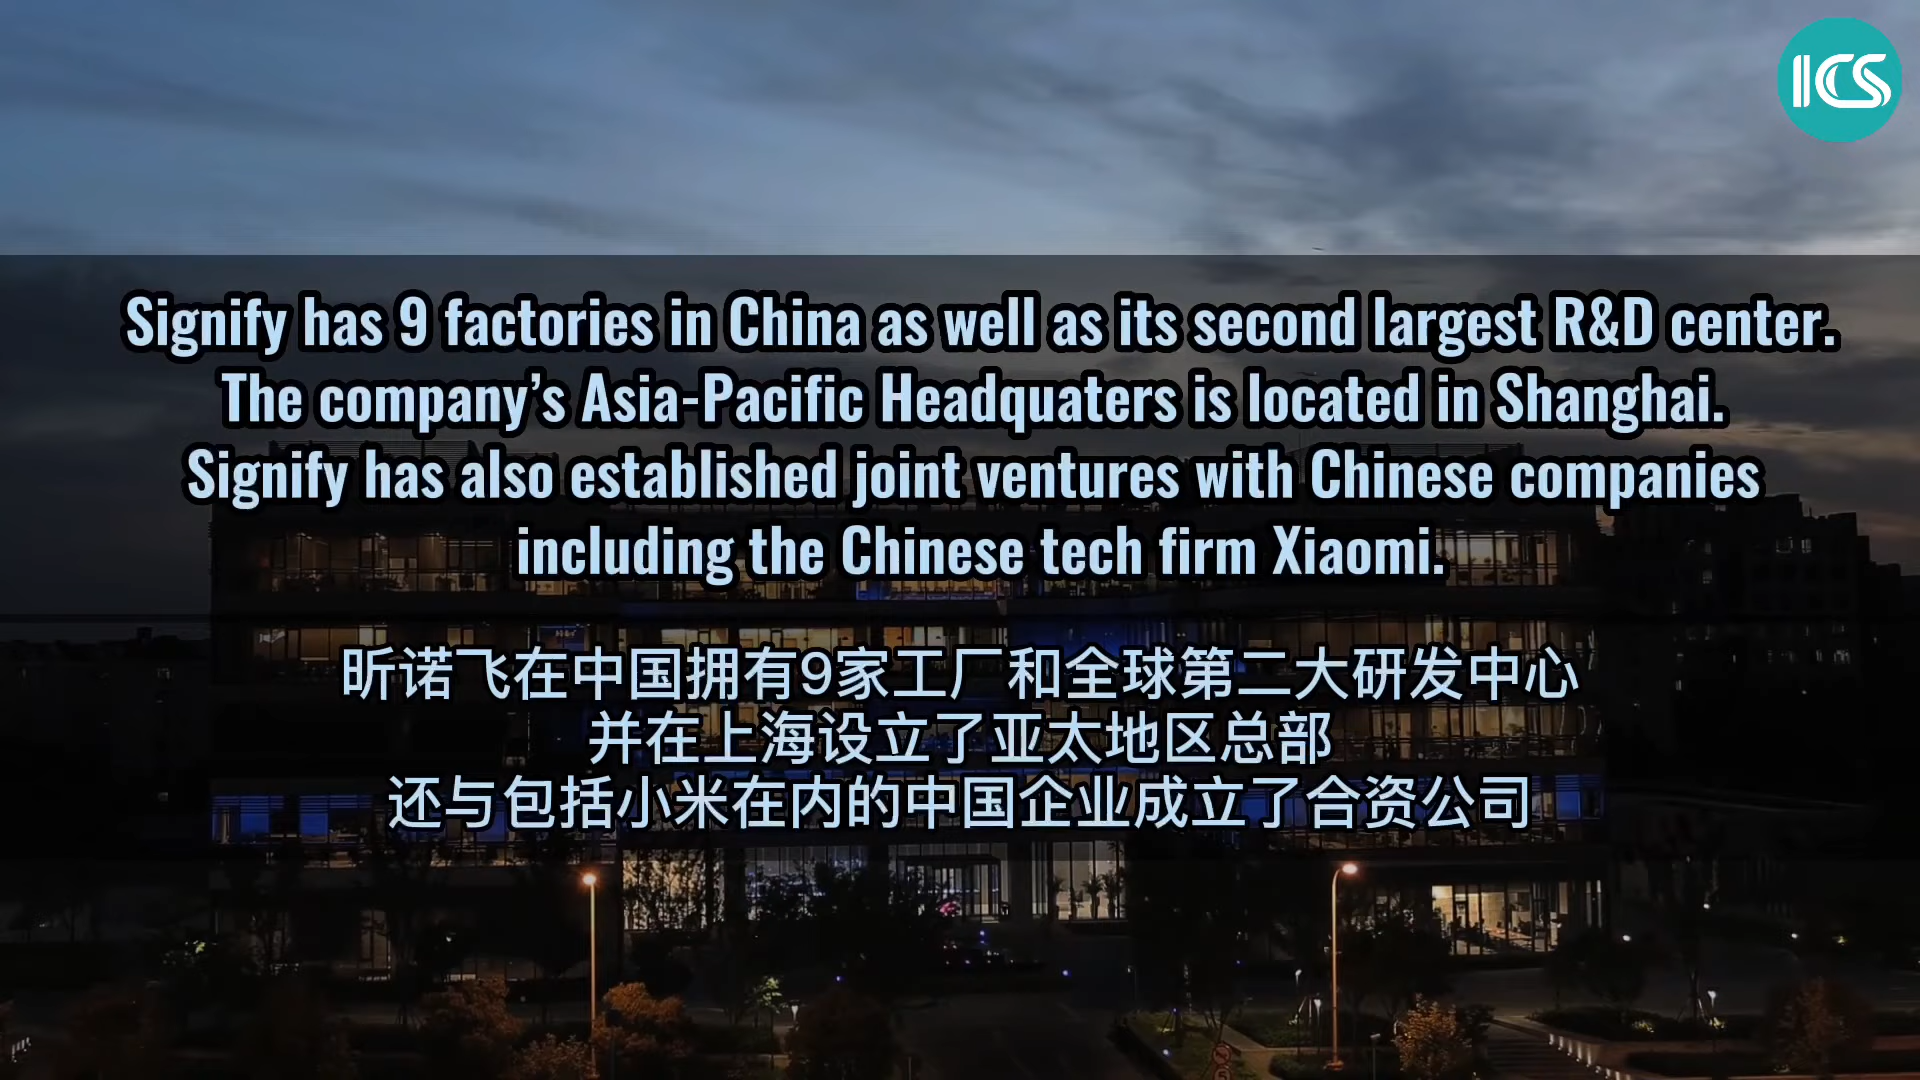 ICS
Signify has 9 factories in China as well as its second largest R&D center.
The company’s Asia-Pacific Headquaters is located in Shanghai.
Signify has also established joint ventures with Chinese companies
including the Chinese tech firm Xiaomi.
昕诺飞在中国拥有9家工厂和全球第二大研发中心
并在上海设立了亚太地区总部
还与包括小米在内的中国企业成立了合资公司